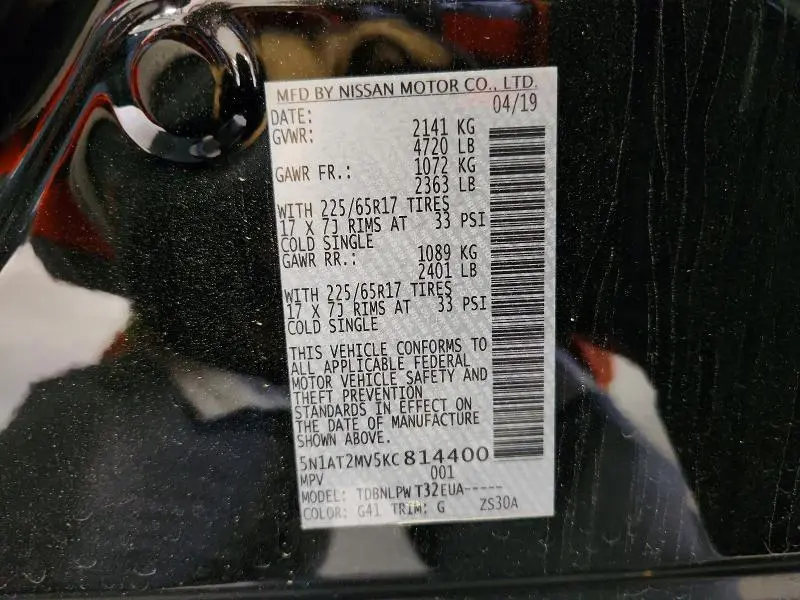 MFD BY NISSAN MOTOR CO., LTD.
DATE: 04/19
GVWR: 2141 KG
4720 LB
GAWR FR.: 1072 KG
2363 LB
WITH 225/65R17 TIRES
17 X 7J RIMS AT 33 PSI
COLD SINGLE
GAWR RR.: 1089 KG
2401 LB
WITH 225/65R17 TIRES
17 X 7J RIMS AT 33 PSI
COLD SINGLE
THIS VEHICLE CONFORMS TO
ALL APPLICABLE FEDERAL
MOTOR VEHICLE SAFETY AND
THEFT PREVENTION
STANDARDS IN EFFECT ON
THE DATE OF MANUFACTURE
SHOWN ABOVE.
5N1AT2MV5KC814400
MPV 001
MODEL: TDBNLPW T32EUA-----
COLOR: G41 TRIM: G ZS30A